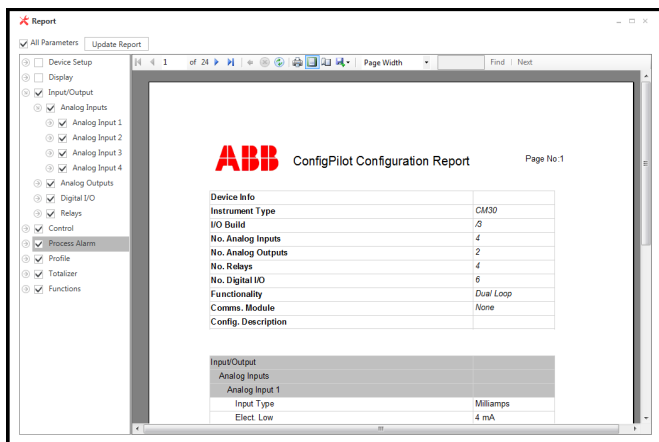 Report
All Parameters Update Report
Device Setup
Display
Input/Output
Analog Inputs
Analog Input 1
Analog Input 2
Analog Input 3
Analog Input 4
Analog Outputs
Digital I/O
Relays
Control
Process Alarm
Profile
Totalizer
Functions
1 of 24 Page Width Find | Next
ABB ConfigPilot Configuration Report Page No:1
Device Info
Instrument Type CM30
I/O Build /3
No. Analog Inputs 4
No. Analog Outputs 2
No. Relays 4
No. Digital I/O 6
Functionality Dual Loop
Comms. Module None
Config. Description
Input/Output
Analog Inputs
Analog Input 1
Input Type Milliamps
Elect. Low 4 mA